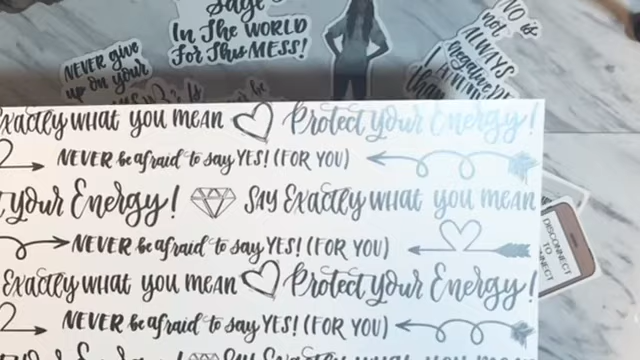 Sage
In The WORLD
For This MESS!
NEVER give
up on your
NO is
not
ALWAYS
negative
Exactly WHAT you MEAN Protect your Energy!
NEVER be afraid to say YES! (FOR YOU)
t your Energy! SAY Exactly WHAT you MEAN
NEVER be afraid to say YES! (FOR YOU)
Exactly WHAT you MEAN Protect your Energy!
NEVER be afraid to say YES! (FOR YOU)
DISCONNECT
TO
CONNECT